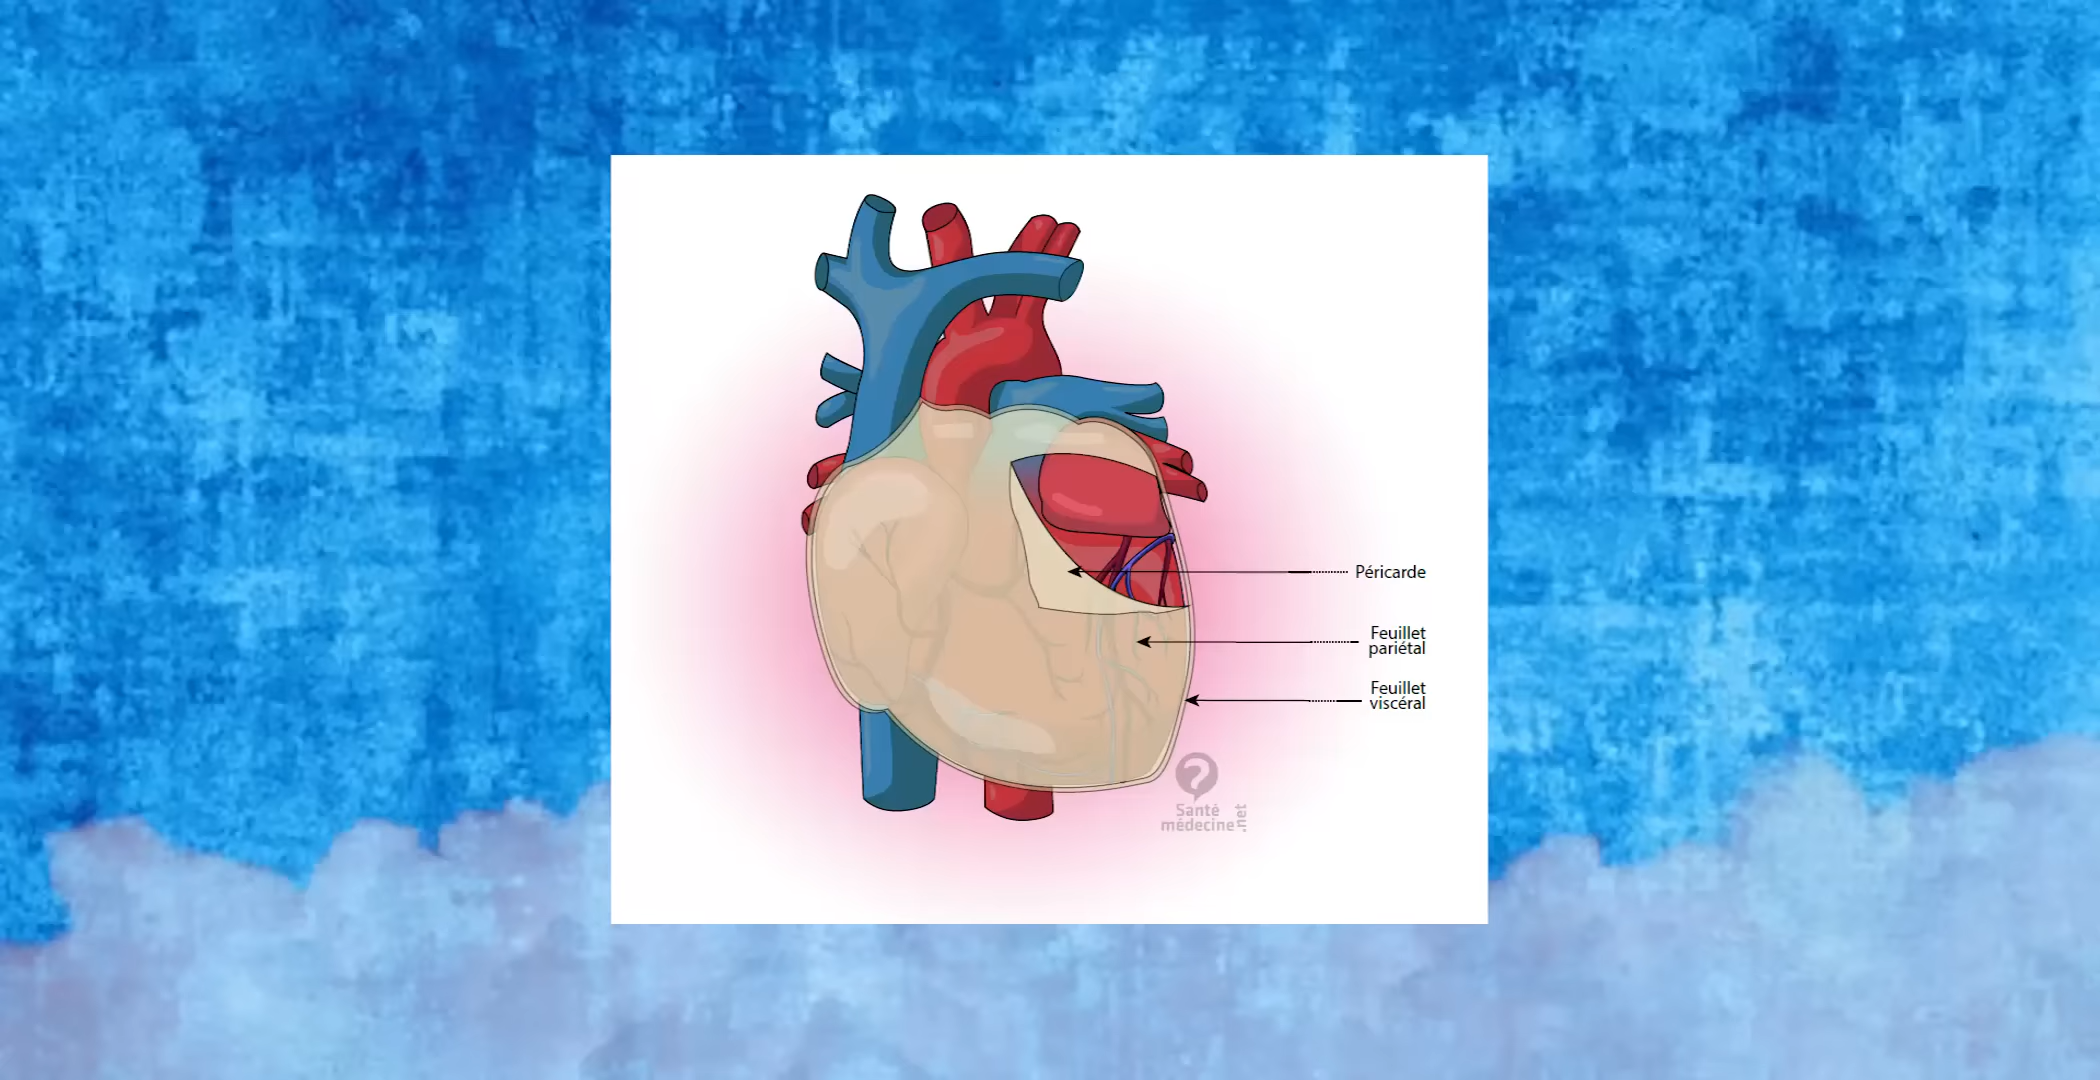 Péricarde
Feuillet
pariétal
Feuillet
viscéral
Santé
médecine
.net